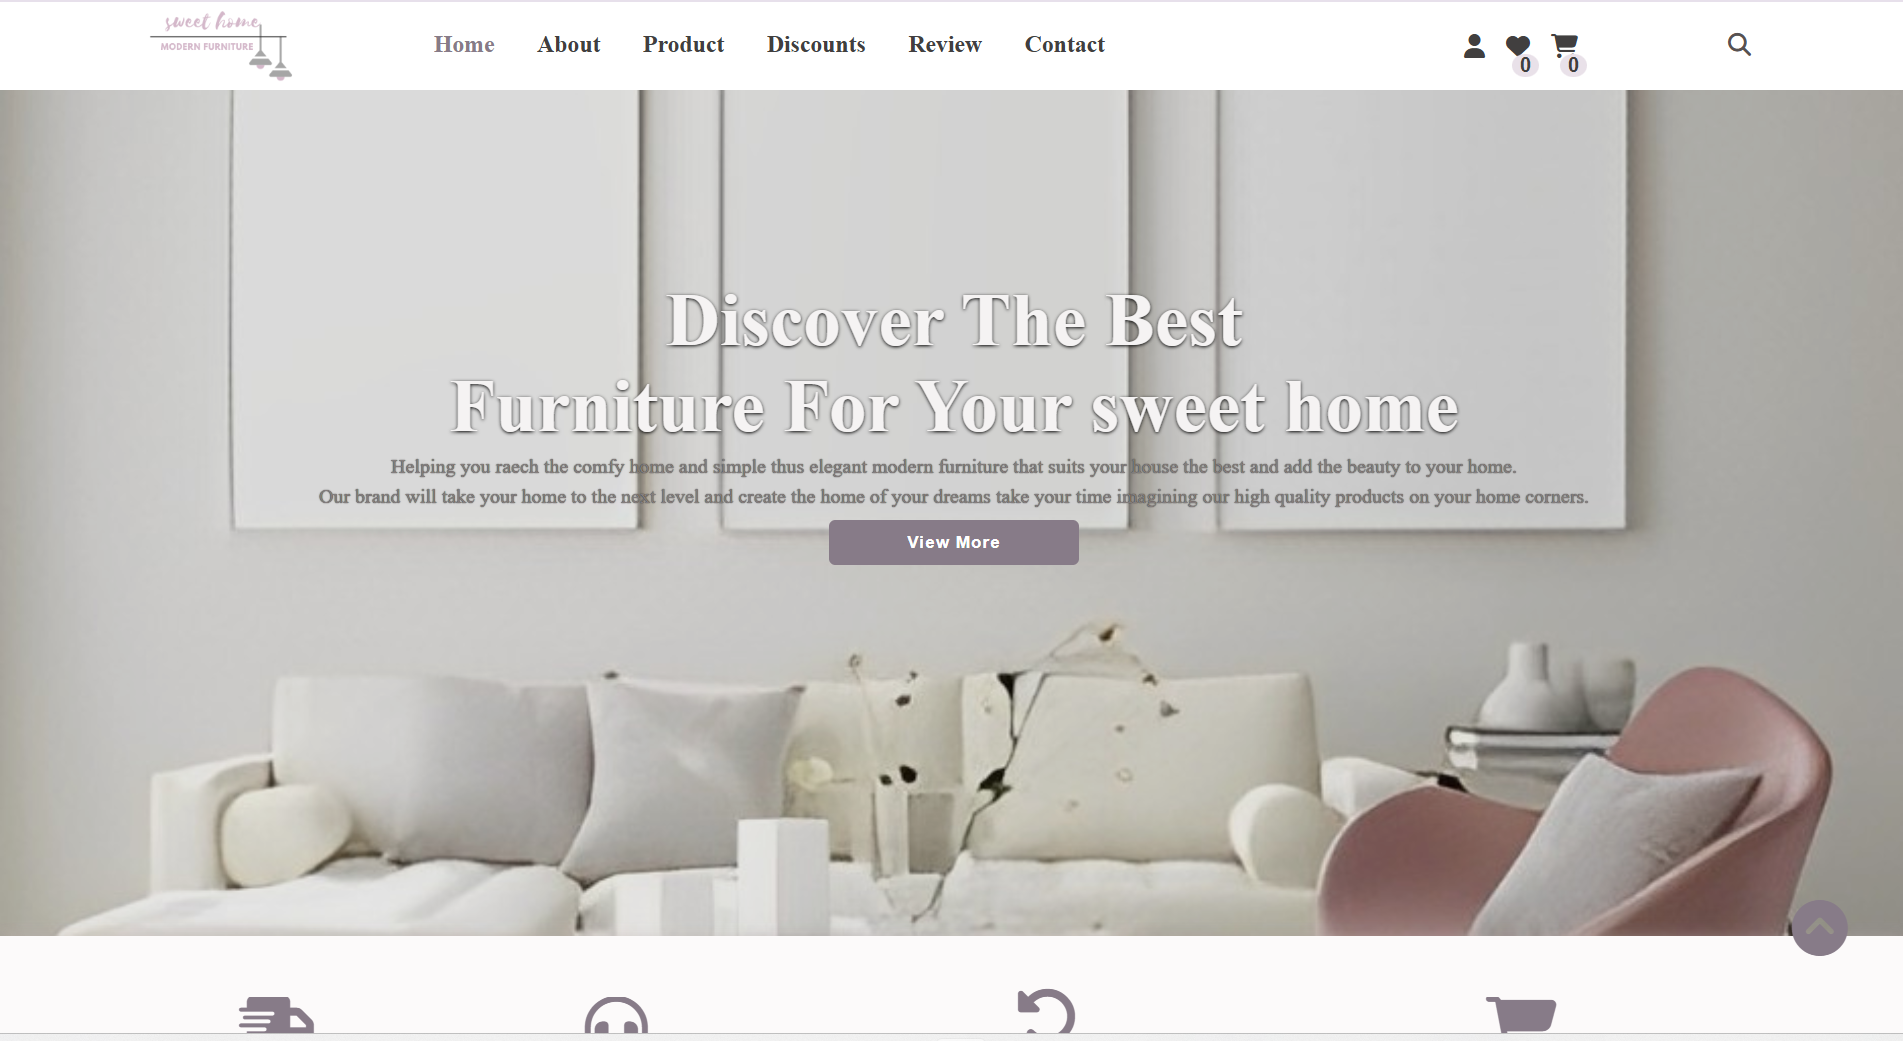 sweet home
MODERN FURNITURE
Home About Product Discounts Review Contact
0 0
Discover The Best
Furniture For Your sweet home
Helping you raech the comfy home and simple thus elegant modern furniture that suits your house the best and add the beauty to your home.
Our brand will take your home to the next level and create the home of your dreams take your time imagining our high quality products on your home corners.
View More